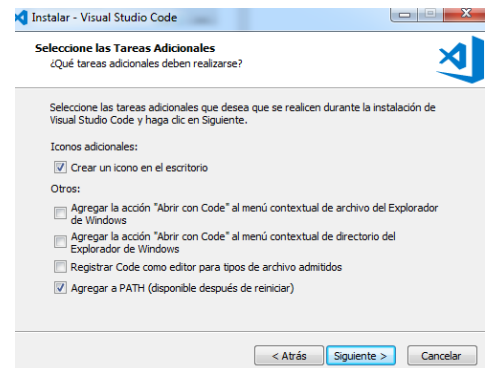 Instalar - Visual Studio Code
Seleccione las Tareas Adicionales
¿Qué tareas adicionales deben realizarse?
Seleccione las tareas adicionales que desea que se realicen durante la instalación de
Visual Studio Code y haga clic en Siguiente.
Iconos adicionales:
Crear un icono en el escritorio
Otros:
Agregar la acción "Abrir con Code" al menú contextual de archivo del Explorador
de Windows
Agregar la acción "Abrir con Code" al menú contextual de directorio del
Explorador de Windows
Registrar Code como editor para tipos de archivo admitidos
Agregar a PATH (disponible después de reiniciar)
< Atrás Siguiente > Cancelar